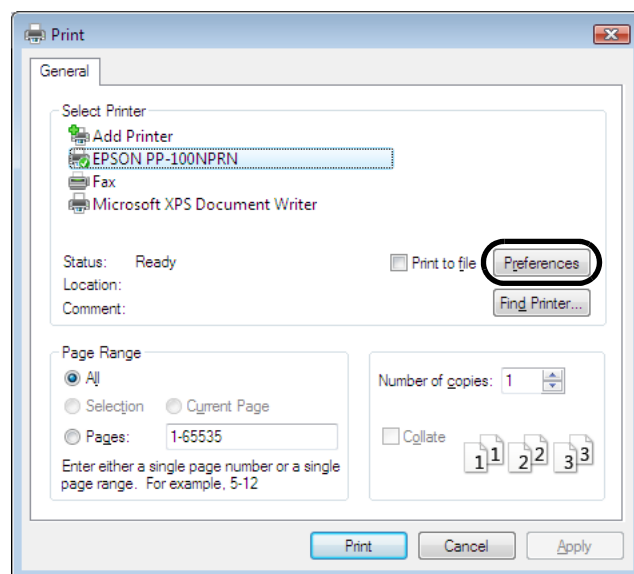 Print
General
Select Printer
Add Printer
EPSON PP-100NPRN
Fax
Microsoft XPS Document Writer
Status: Ready
Print to file
Preferences
Location:
Comment:
Find Printer...
Page Range
All
Selection
Current Page
Pages: 1-65535
Enter either a single page number or a single
page range. For example, 5-12
Number of copies: 1
Collate
1 1 2 2 3 3
Print
Cancel
Apply